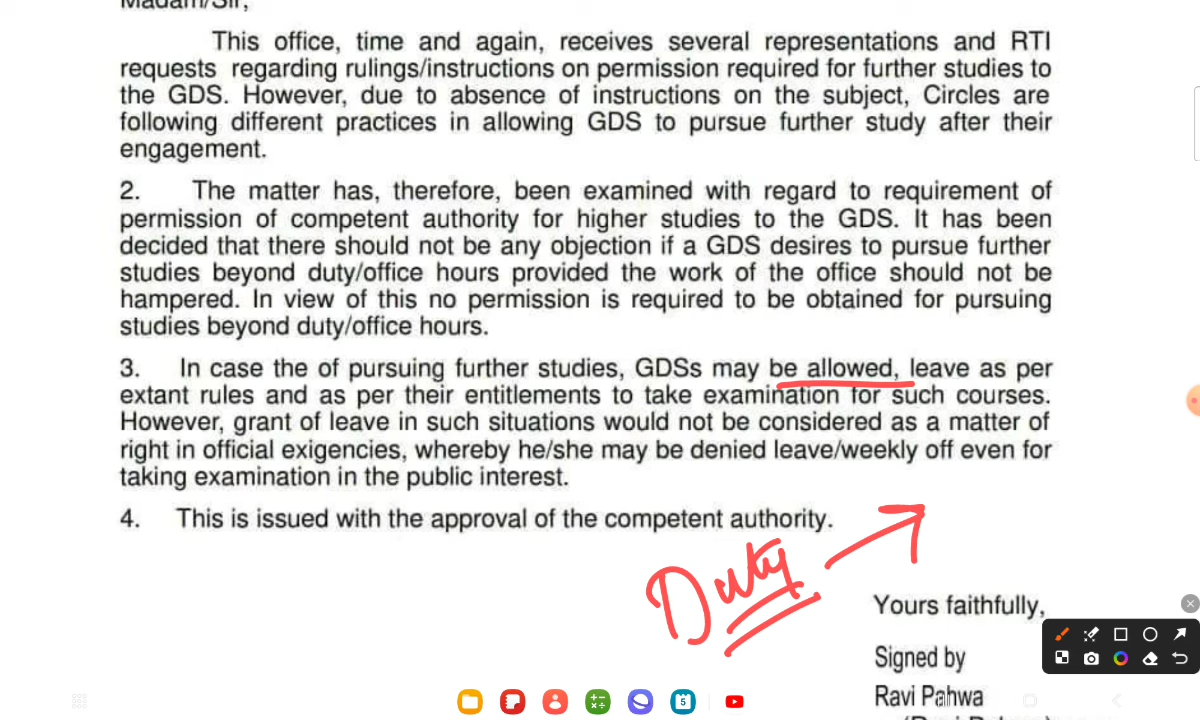 Madam/Sir,
This office, time and again, receives several representations and RTI
requests regarding rulings/instructions on permission required for further studies to
the GDS. However, due to absence of instructions on the subject, Circles are
following different practices in allowing GDS to pursue further study after their
engagement.
2. The matter has, therefore, been examined with regard to requirement of
permission of competent authority for higher studies to the GDS. It has been
decided that there should not be any objection if a GDS desires to pursue further
studies beyond duty/office hours provided the work of the office should not be
hampered. In view of this no permission is required to be obtained for pursuing
studies beyond duty/office hours.
3. In case the of pursuing further studies, GDSs may be allowed, leave as per
extant rules and as per their entitlements to take examination for such courses.
However, grant of leave in such situations would not be considered as a matter of
right in official exigencies, whereby he/she may be denied leave/weekly off even for
taking examination in the public interest.
4. This is issued with the approval of the competent authority.
Duty
Yours faithfully,
Signed by
Ravi Pahwa
5